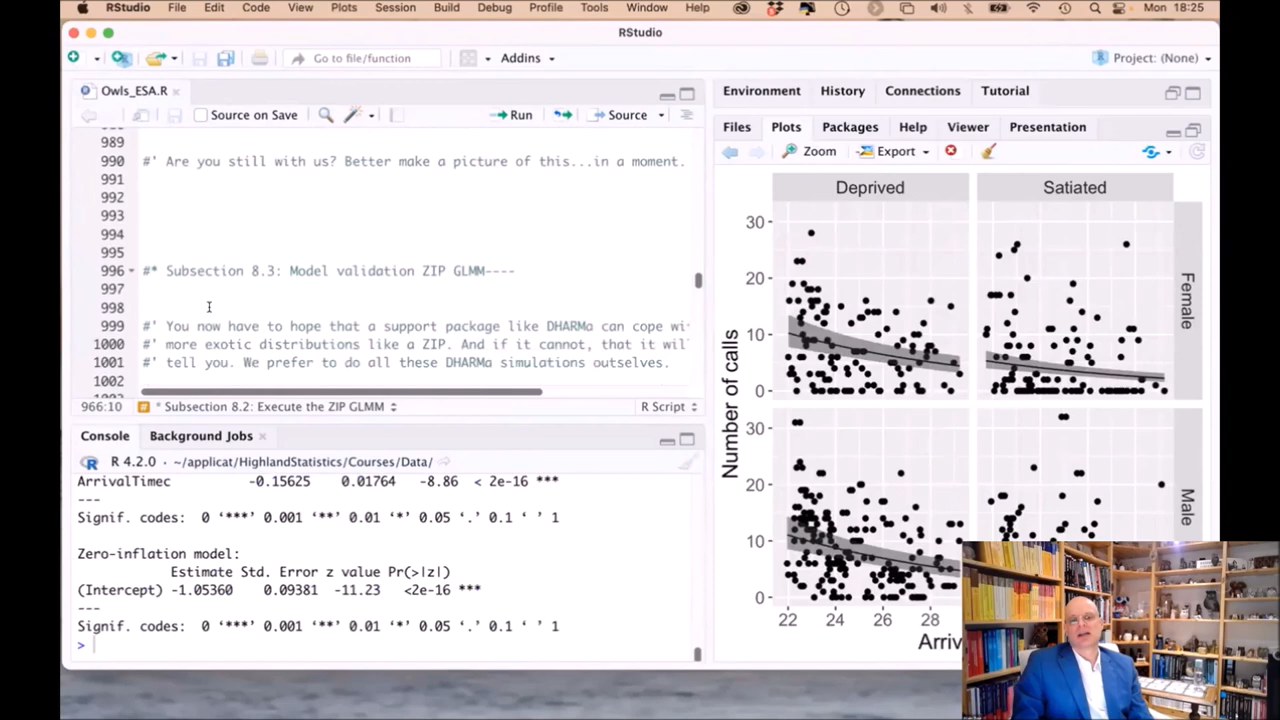 RStudio File Edit Code View Plots Session Build Debug Profile Tools Window Help Mon 18:25
RStudio
Go to file/function Addins Project: (None)
Owls_ESA.R
Source on Save Run Source
989
990 #' Are you still with us? Better make a picture of this...in a moment.
991
992
993
994
995
996 #* Subsection 8.3: Model validation ZIP GLMM----
997
998
999 #' You now have to hope that a support package like DHARMa can cope wi
1000 #' more exotic distributions like a ZIP. And if it cannot, that it will
1001 #' tell you. We prefer to do all these DHARMa simulations outselves.
1002
966:10 # * Subsection 8.2: Execute the ZIP GLMM R Script
Console Background Jobs
R 4.2.0 · ~/applicat/HighlandStatistics/Courses/Data/
ArrivalTimec -0.15625 0.01764 -8.86 < 2e-16 ***
---
Signif. codes: 0 ‘***’ 0.001 ‘**’ 0.01 ‘*’ 0.05 ‘.’ 0.1 ‘ ’ 1
Zero-inflation model:
Estimate Std. Error z value Pr(>|z|)
(Intercept) -1.05360 0.09381 -11.23 <2e-16 ***
---
Signif. codes: 0 ‘***’ 0.001 ‘**’ 0.01 ‘*’ 0.05 ‘.’ 0.1 ‘ ’ 1
>
Environment History Connections Tutorial
Files Plots Packages Help Viewer Presentation
Zoom Export
Deprived Satiated
30
20
10
0
Female
30
20
10
0
Male
Number of calls
22 24 26 28
Arriv